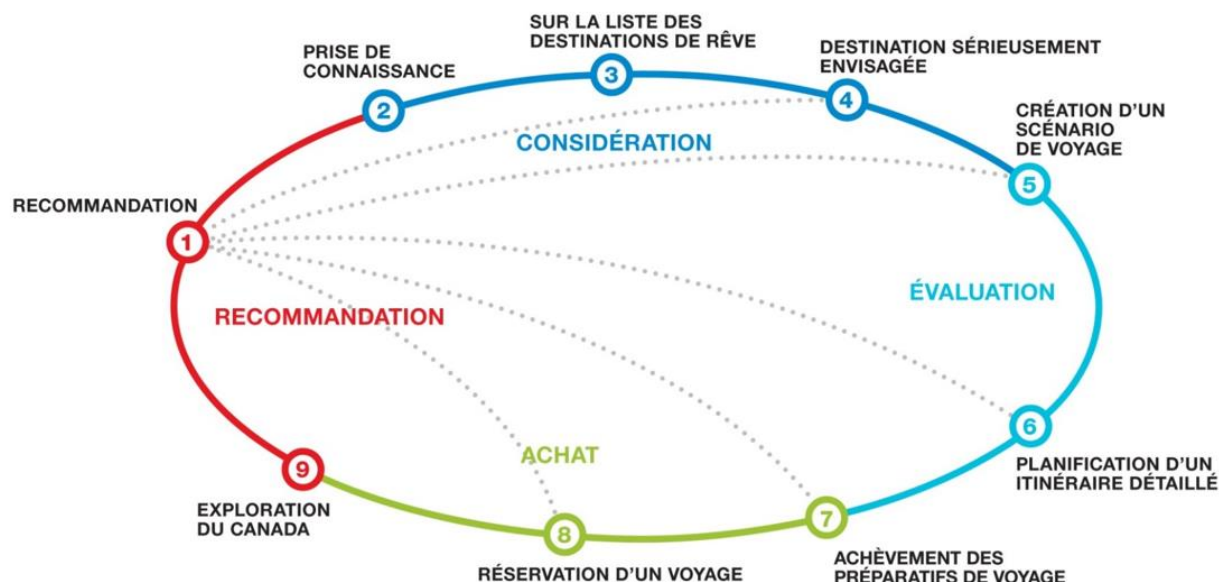 SUR LA LISTE DES
DESTINATIONS DE RÊVE
PRISE DE
CONNAISSANCE
DESTINATION SÉRIEUSEMENT
ENVISAGÉE
3
4
2
CRÉATION D'UN
SCÉNARIO
DE VOYAGE
CONSIDÉRATION
5
RECOMMANDATION
1
ÉVALUATION
RECOMMANDATION
6
ACHAT
PLANIFICATION D'UN
ITINÉRAIRE DÉTAILLÉ
9
EXPLORATION
DU CANADA
7
8
ACHÈVEMENT DES
PRÉPARATIFS DE VOYAGE
RÉSERVATION D'UN VOYAGE